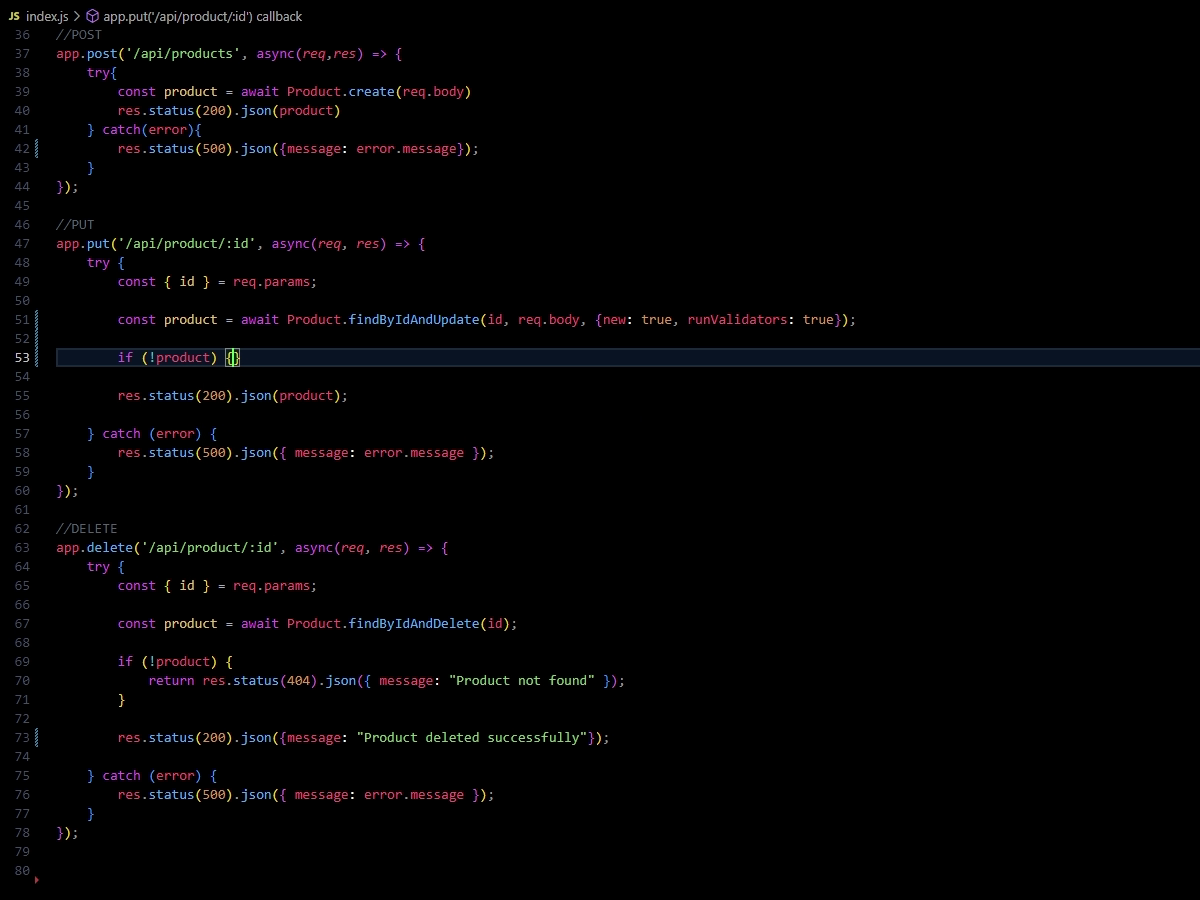 JS index.js > app.put('/api/product/:id') callback
36 //POST
37 app.post('/api/products', async(req,res) => {
38 try{
39 const product = await Product.create(req.body)
40 res.status(200).json(product)
41 } catch(error){
42 res.status(500).json({message: error.message});
43 }
44 });
45
46 //PUT
47 app.put('/api/product/:id', async(req, res) => {
48 try {
49 const { id } = req.params;
50
51 const product = await Product.findByIdAndUpdate(id, req.body, {new: true, runValidators: true});
52
53 if (!product) {}
54
55 res.status(200).json(product);
56
57 } catch (error) {
58 res.status(500).json({ message: error.message });
59 }
60 });
61
62 //DELETE
63 app.delete('/api/product/:id', async(req, res) => {
64 try {
65 const { id } = req.params;
66
67 const product = await Product.findByIdAndDelete(id);
68
69 if (!product) {
70 return res.status(404).json({ message: "Product not found" });
71 }
72
73 res.status(200).json({message: "Product deleted successfully"});
74
75 } catch (error) {
76 res.status(500).json({ message: error.message });
77 }
78 });
79
80